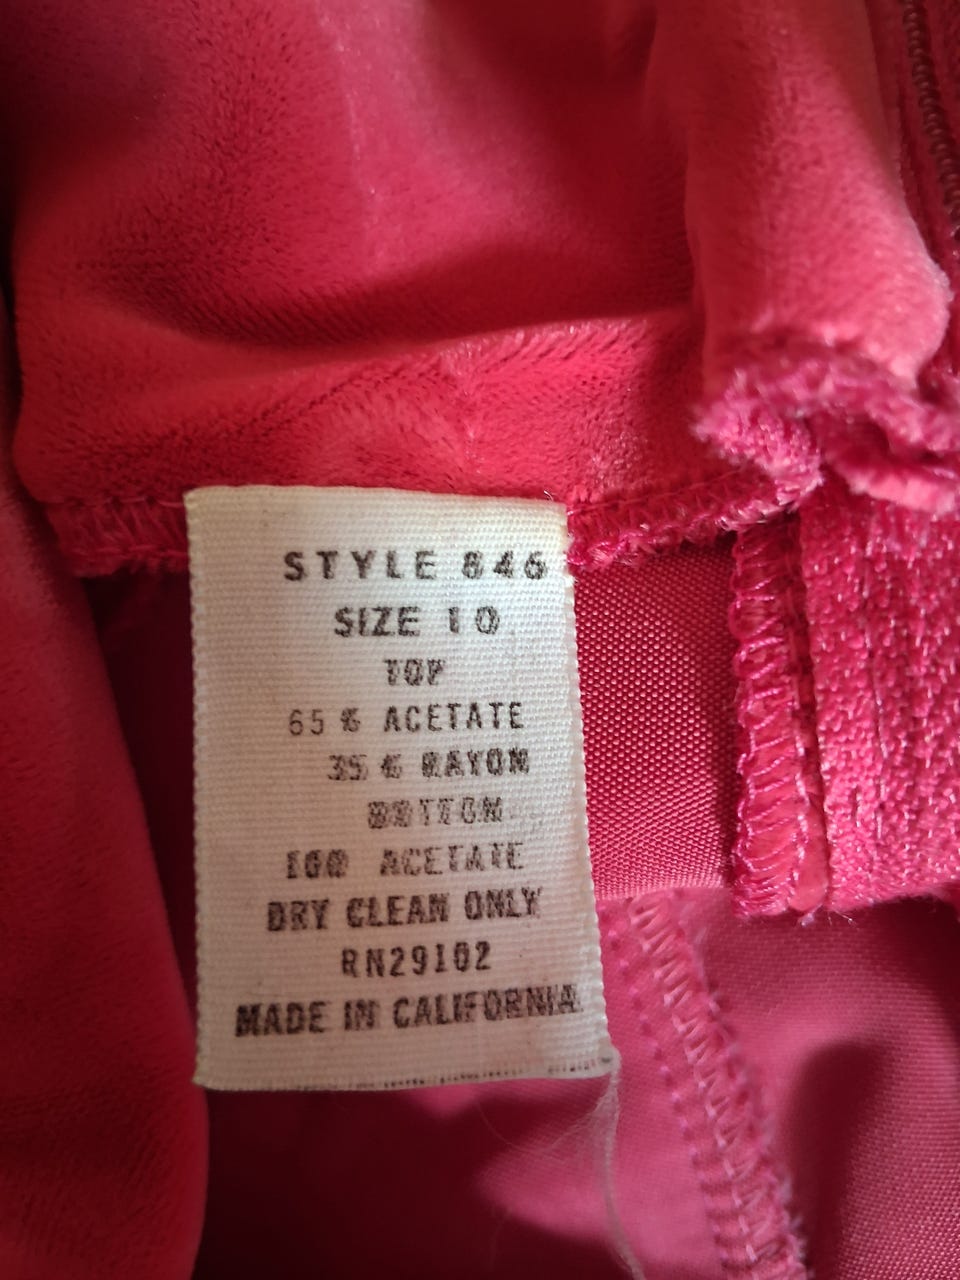 STYLE 846
SIZE 10
TOP
65% ACETATE
35% RAYON
BOTTOM
100 ACETATE
DRY CLEAN ONLY
RN29102
MADE IN CALIFORNIA